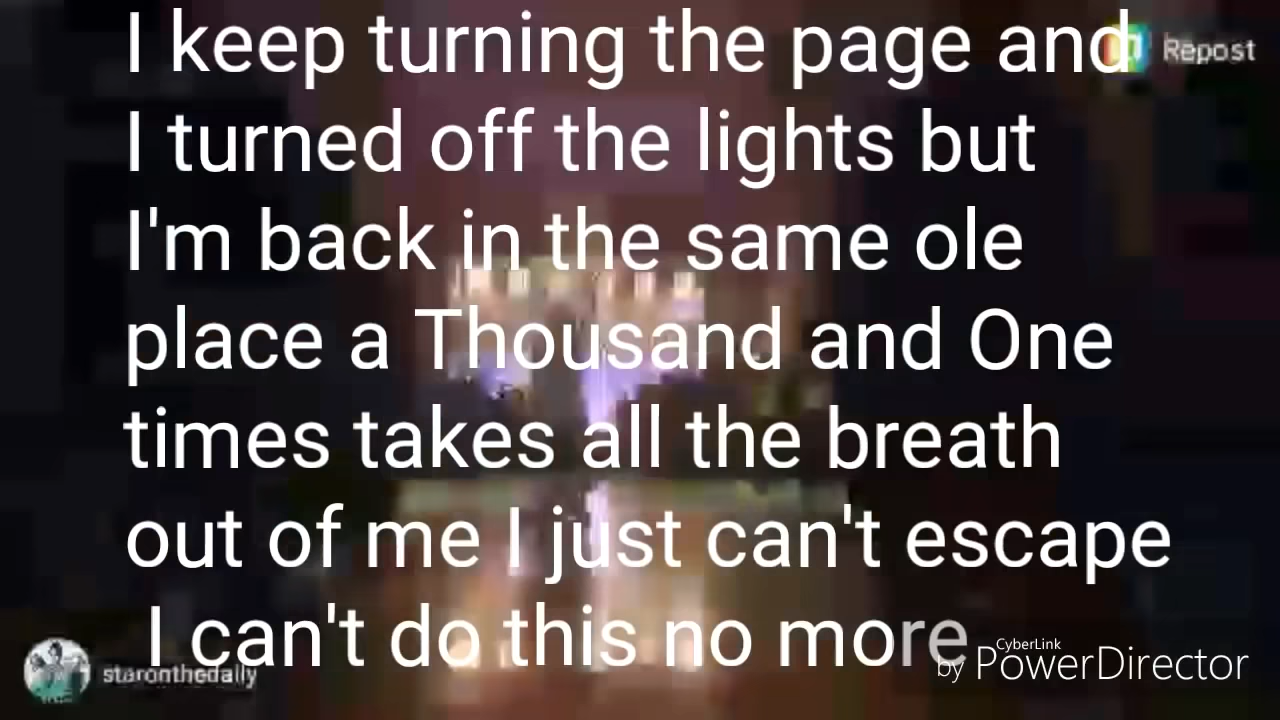 I keep turning the page and
Repost
I turned off the lights but
I'm back in the same ole
place a Thousand and One
times takes all the breath
out of me I just can't escape
I can't do this no more
staronthedaily
CyberLink
by PowerDirector